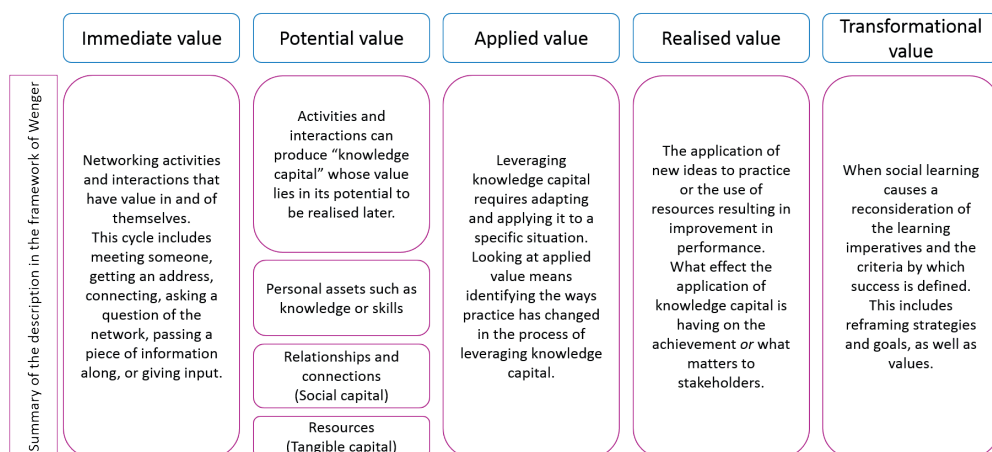 Immediate value
Potential value
Applied value
Realised value
Transformational
value
Summary of the description in the framework of Wenger
Networking activities
and interactions that
have value in and of
themselves.
This cycle includes
meeting someone,
getting an address,
connecting, asking a
question of the
network, passing a
piece of information
along, or giving input.
Activities and
interactions can
produce “knowledge
capital” whose value
lies in its potential to
be realised later.
Personal assets such as
knowledge or skills
Relationships and
connections
(Social capital)
Resources
(Tangible capital)
Leveraging
knowledge capital
requires adapting
and applying it to a
specific situation.
Looking at applied
value means
identifying the ways
practice has changed
in the process of
leveraging knowledge
capital.
The application of
new ideas to practice
or the use of
resources resulting in
improvement in
performance.
What effect the
application of
knowledge capital is
having on the
achievement or what
matters to
stakeholders.
When social learning
causes a
reconsideration of
the learning
imperatives and the
criteria by which
success is defined.
This includes
reframing strategies
and goals, as well as
values.